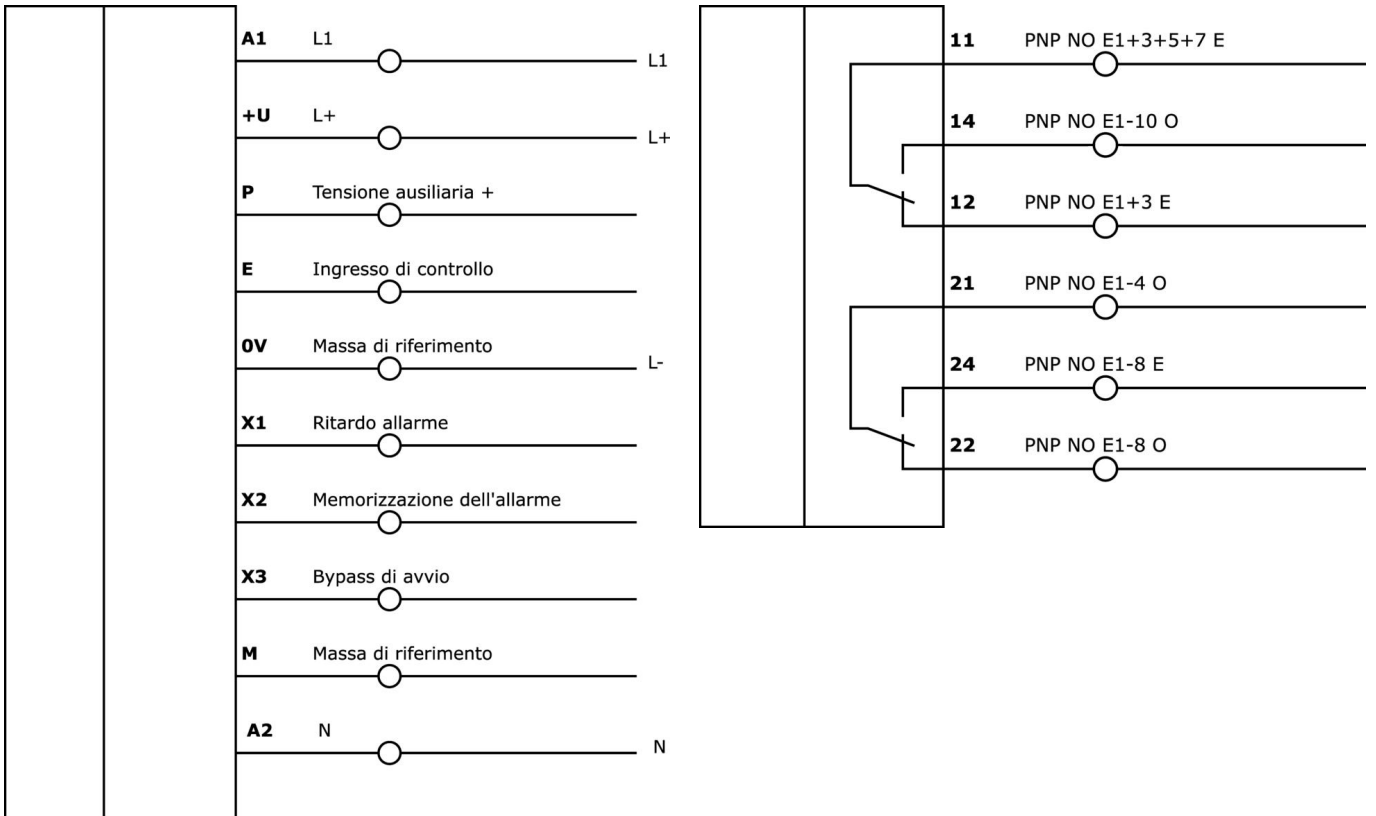 A1 L1
L1
+U L+
L+
P Tensione ausiliaria +
E Ingresso di controllo
0V Massa di riferimento
L-
X1 Ritardo allarme
X2 Memorizzazione dell'allarme
X3 Bypass di avvio
M Massa di riferimento
A2 N
N
11 PNP NO E1+3+5+7 E
14 PNP NO E1-10 O
12 PNP NO E1+3 E
21 PNP NO E1-4 O
24 PNP NO E1-8 E
22 PNP NO E1-8 O